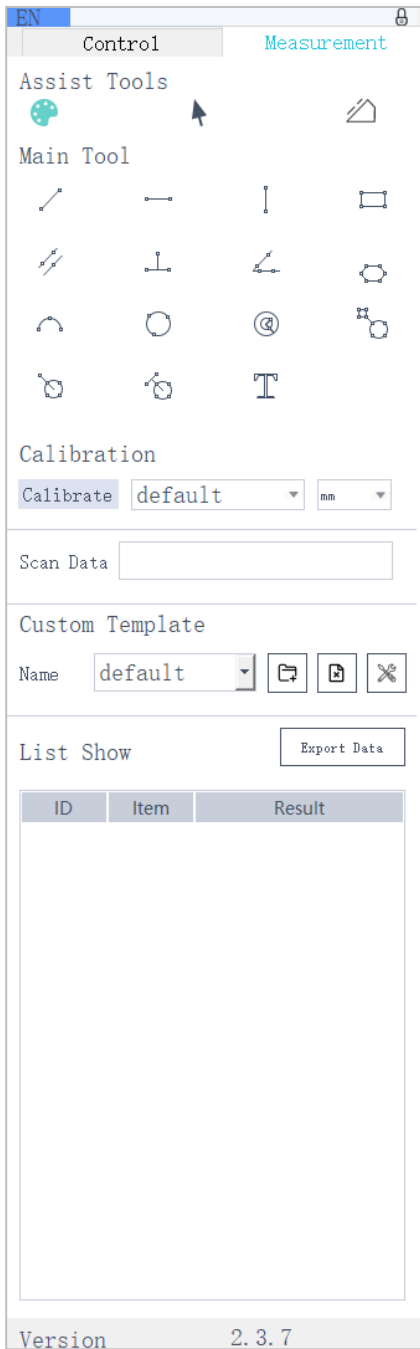 EN
Control Measurement
Assist Tools
Main Tool
T
Calibration
Calibrate default mm
Scan Data
Custom Template
Name default
List Show Export Data
ID Item Result
Version 2.3.7